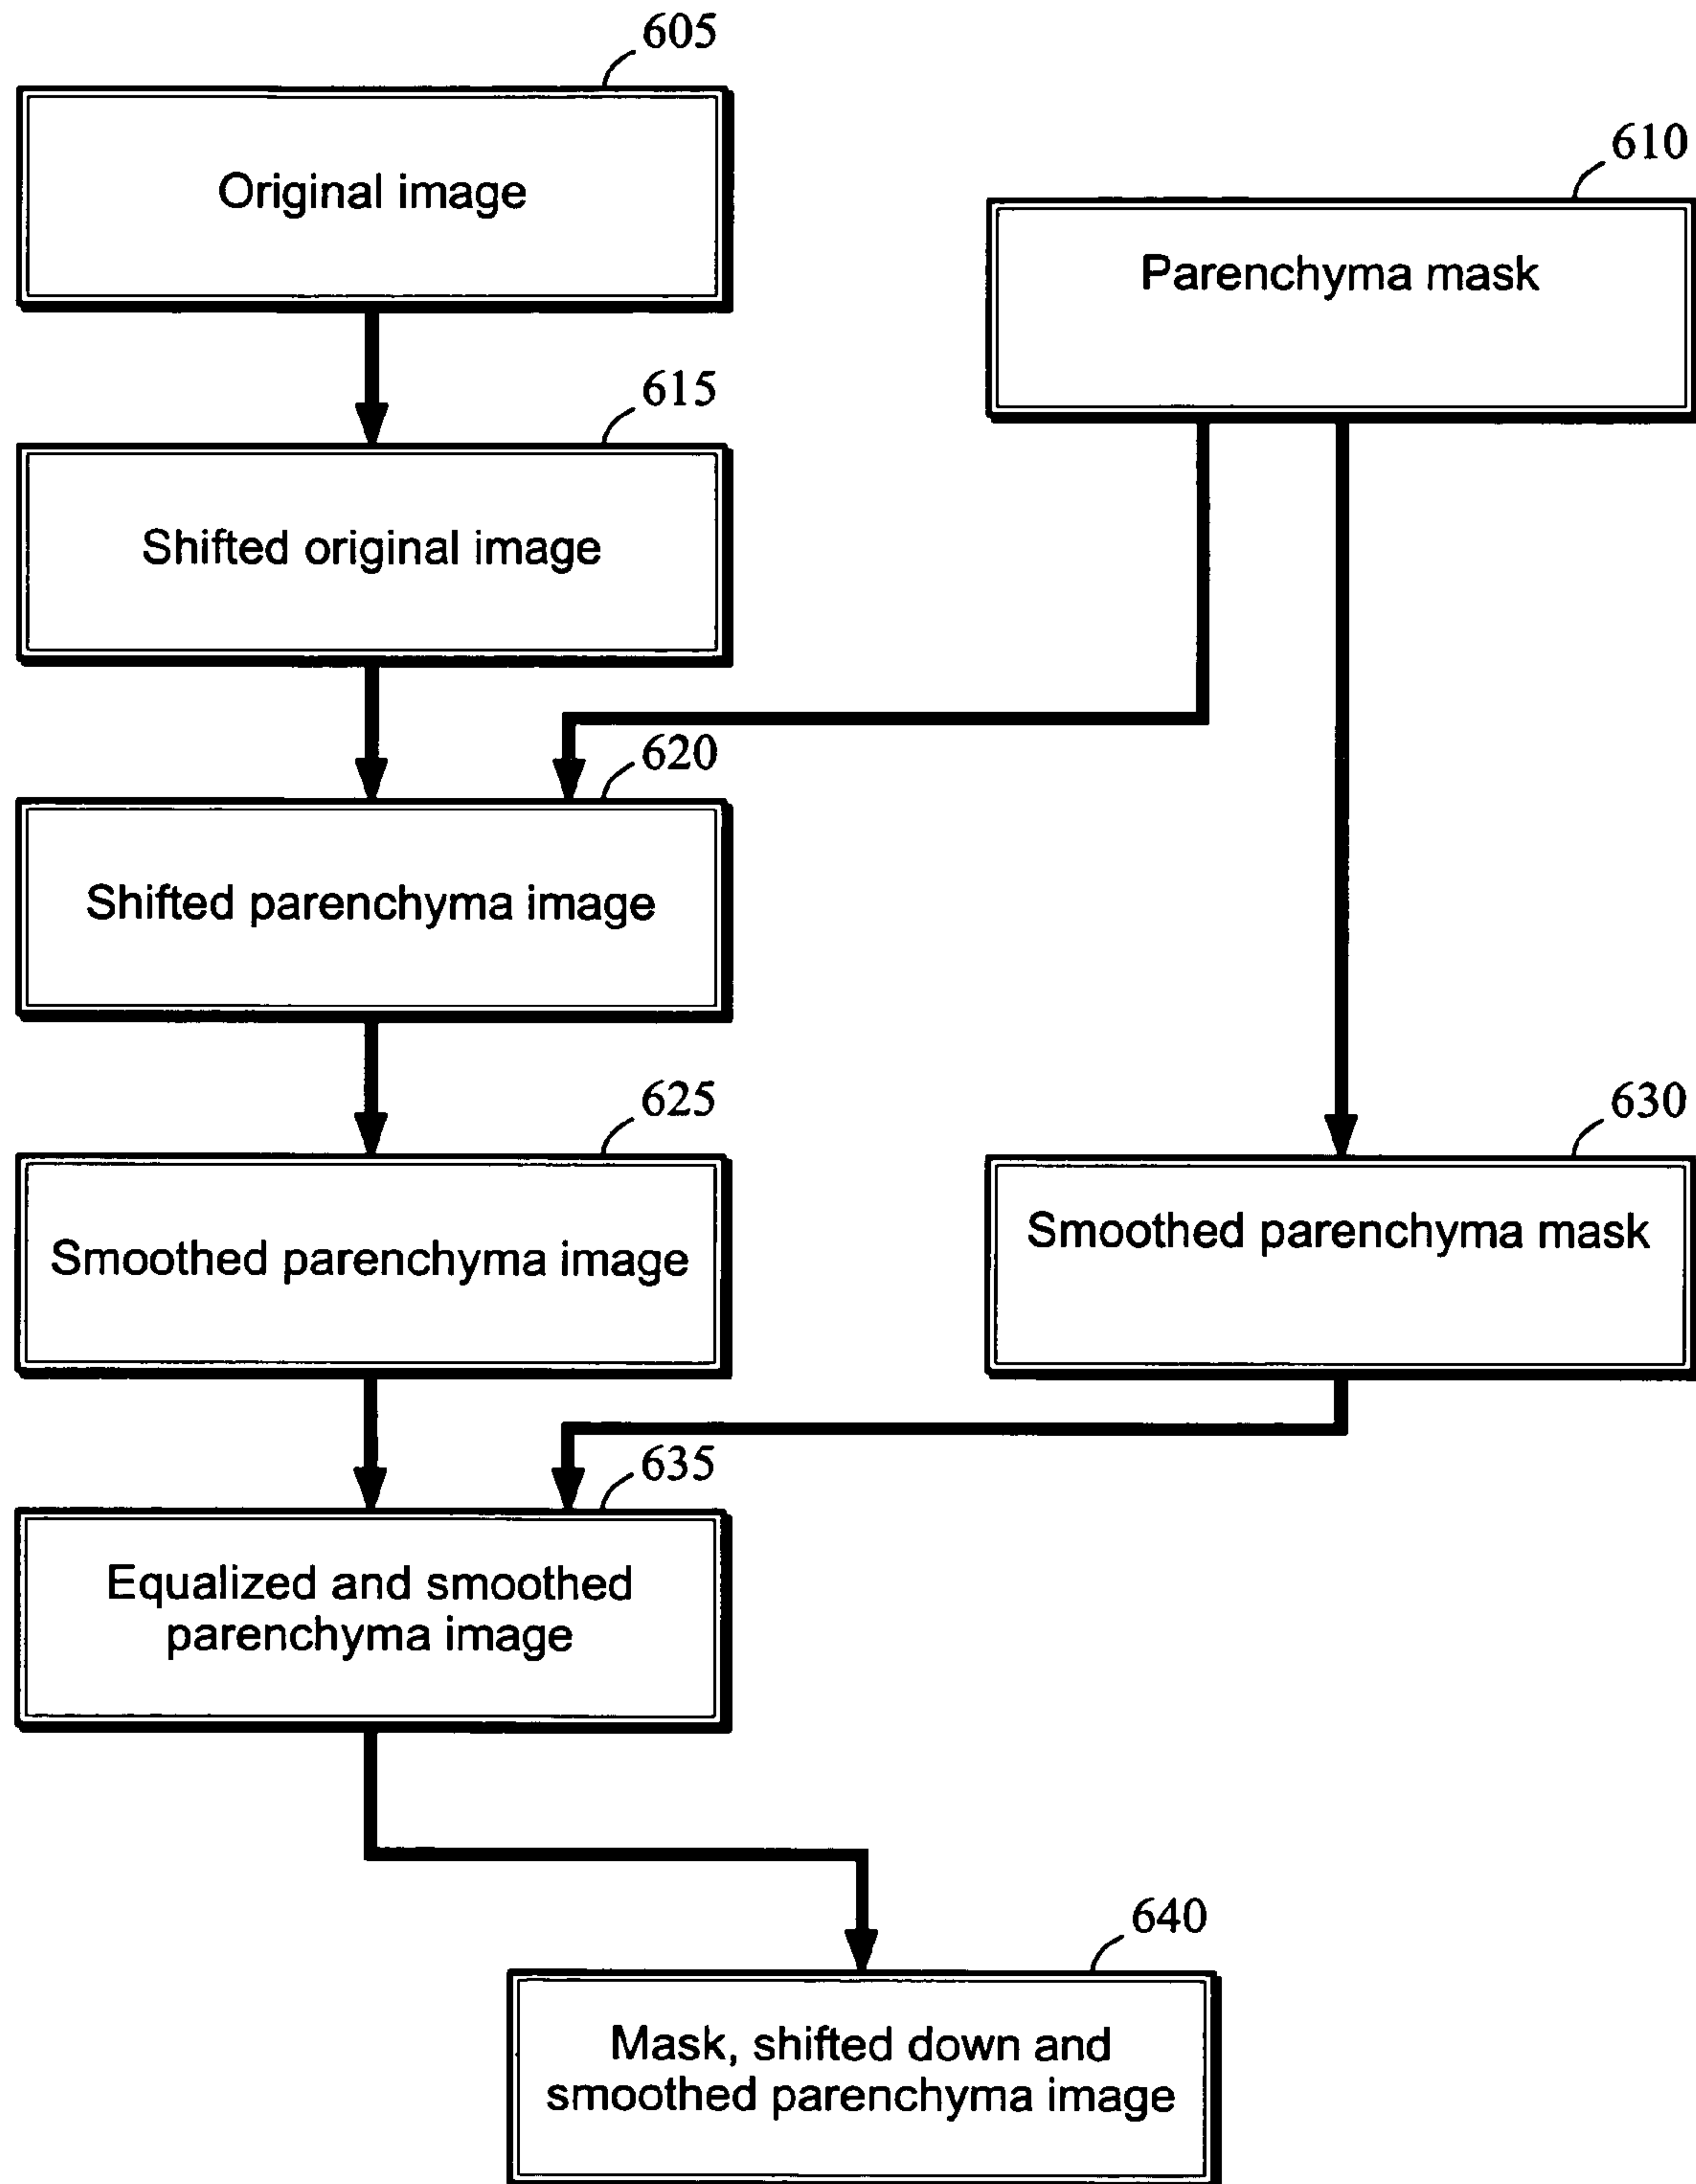 605
Original image
610
Parenchyma mask
615
Shifted original image
620
Shifted parenchyma image
625
Smoothed parenchyma image
630
Smoothed parenchyma mask
635
Equalized and smoothed
parenchyma image
640
Mask, shifted down and
smoothed parenchyma image